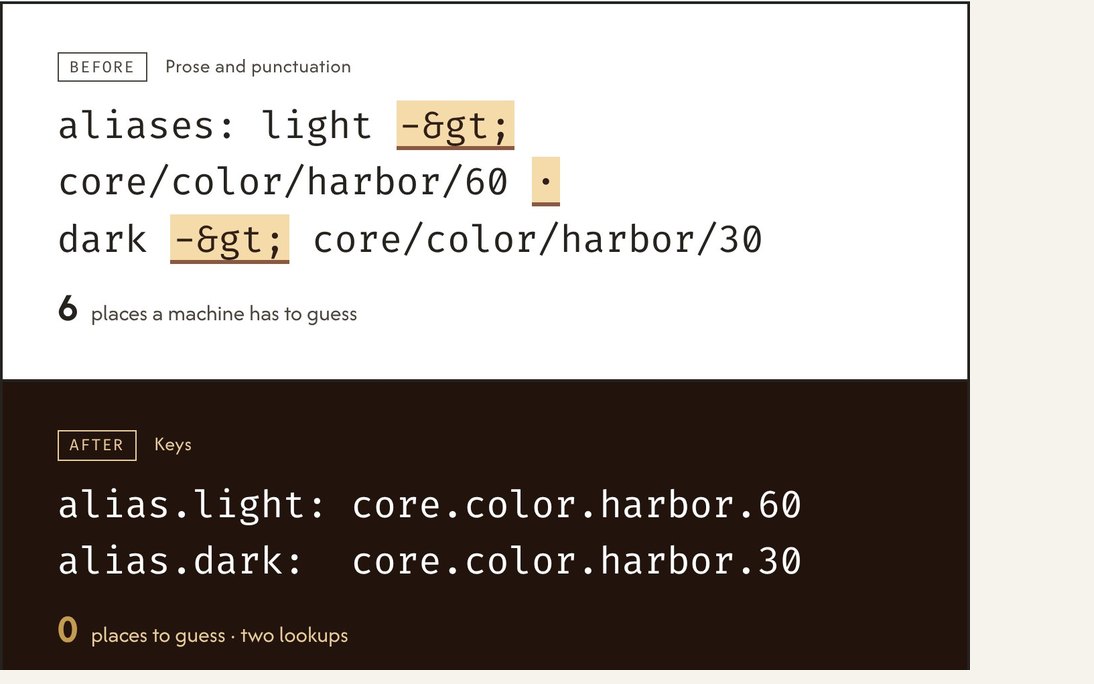 BEFORE Prose and punctuation
aliases: light -&gt;
core/color/harbor/60 ·
dark -&gt; core/color/harbor/30
6 places a machine has to guess
AFTER Keys
alias.light: core.color.harbor.60
alias.dark:  core.color.harbor.30
0 places to guess · two lookups